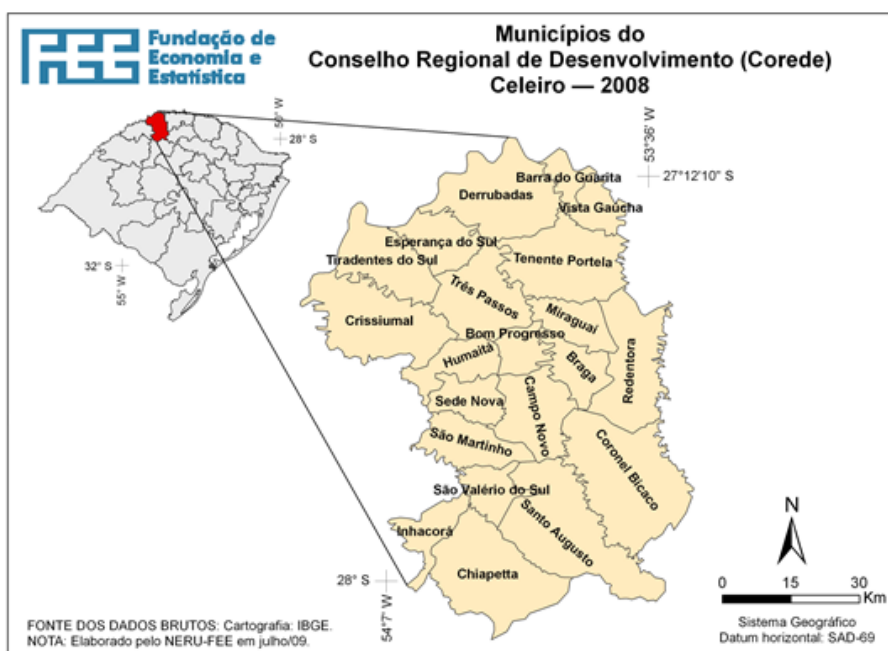 FEE
Fundação de
Economia e
Estatística
Municípios do
Conselho Regional de Desenvolvimento (Corede)
Celeiro — 2008
50° W
28° S
53°36' W
27°12'10" S
32° S
55° W
Barra do Guarita
Derrubadas
Vista Gaúcha
Esperança do Sul
Tiradentes do Sul
Tenente Portela
Três Passos
Miraguaí
Crissiumal
Bom Progresso
Humaitá
Braga
Redentora
Sede Nova
Campo Novo
São Martinho
Coronel Bicaco
São Valério do Sul
Santo Augusto
Inhacorá
Chiapetta
28° S
54°7' W
N
0 15 30
Km
Sistema Geográfico
Datum horizontal: SAD-69
FONTE DOS DADOS BRUTOS: Cartografia: IBGE.
NOTA: Elaborado pelo NERU-FEE em julho/09.